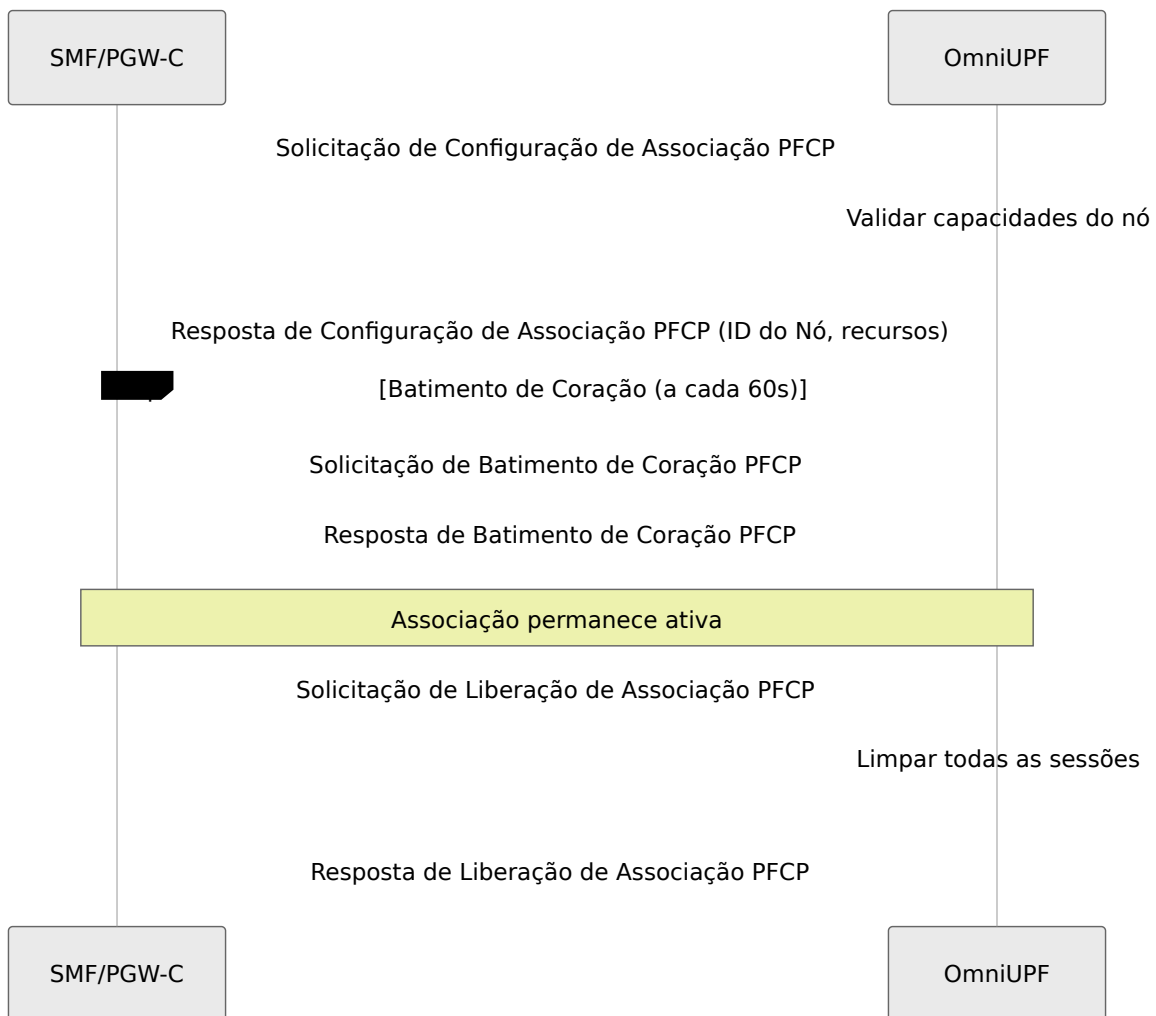 SMF/PGW-C
OmniUPF
Solicitação de Configuração de Associação PFCP
Validar capacidades do nó
Resposta de Configuração de Associação PFCP (ID do Nó, recursos)
[Batimento de Coração (a cada 60s)]
Solicitação de Batimento de Coração PFCP
Resposta de Batimento de Coração PFCP
Associação permanece ativa
Solicitação de Liberação de Associação PFCP
Limpar todas as sessões
Resposta de Liberação de Associação PFCP
SMF/PGW-C
OmniUPF